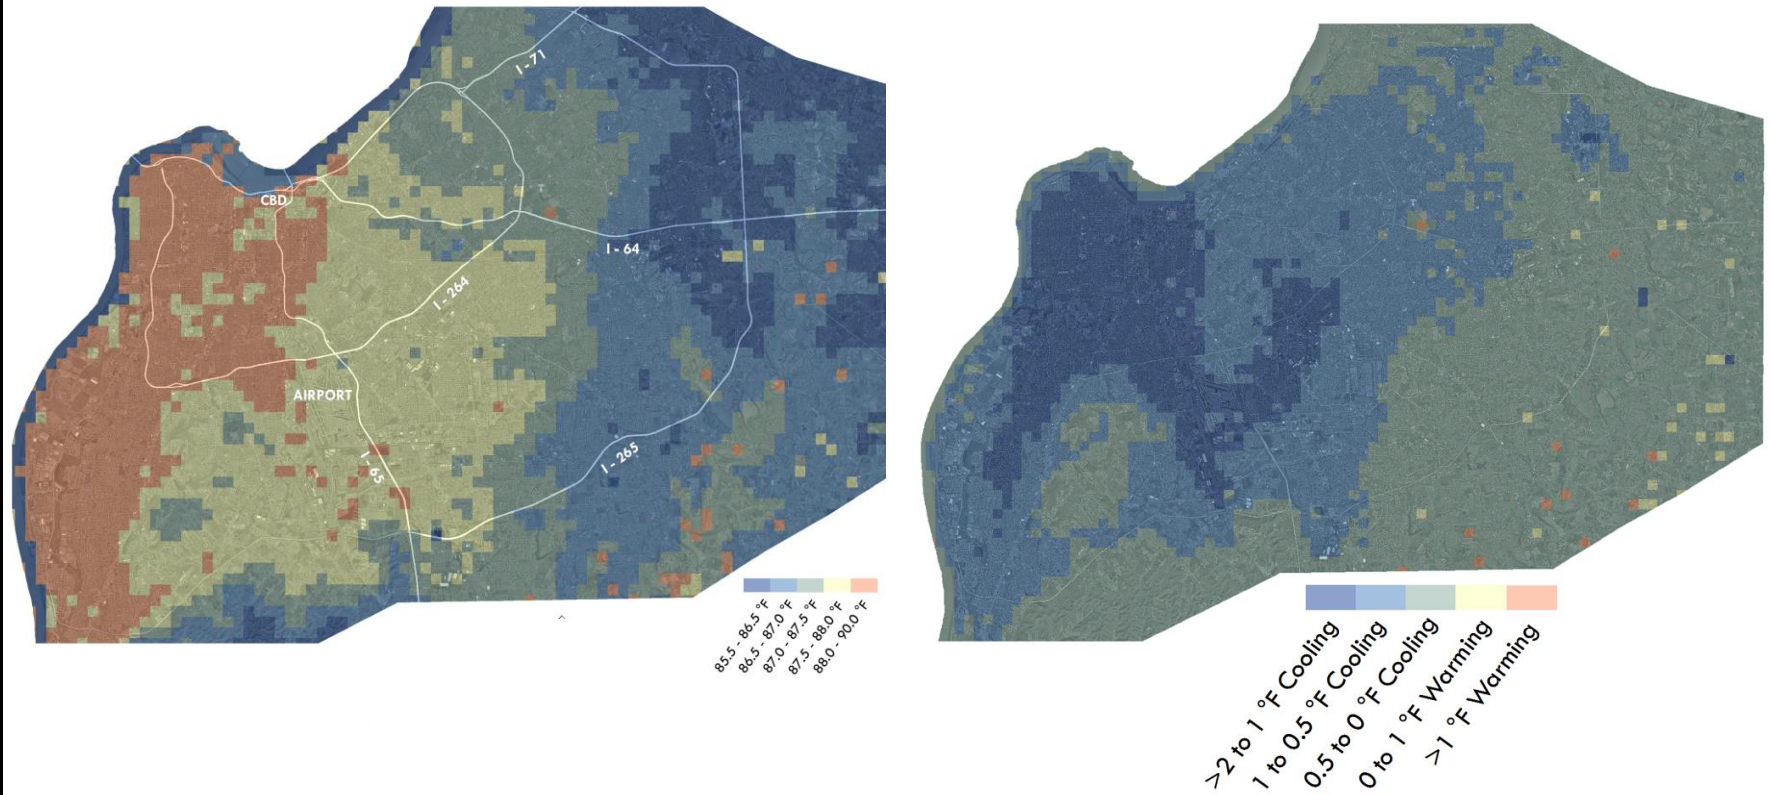 I - 71
CBD
I - 64
I - 264
AIRPORT
I - 65
I - 265
85.5 - 86.5 °F
86.5 - 87.0 °F
87.0 - 87.5 °F
87.5 - 88.0 °F
88.0 - 90.0 °F
>2 to 1 °F Cooling
1 to 0.5 °F Cooling
0.5 to 0 °F Cooling
0 to 1 °F Warming
>1 °F Warming